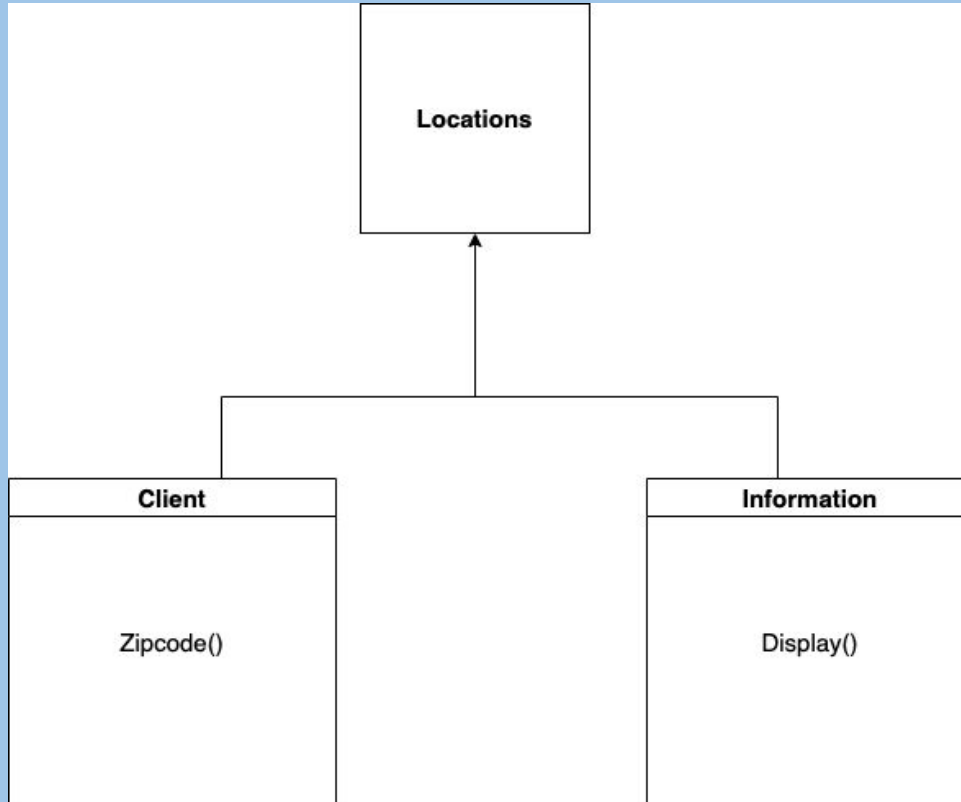 Locations
Client
Zipcode()
Information
Display()